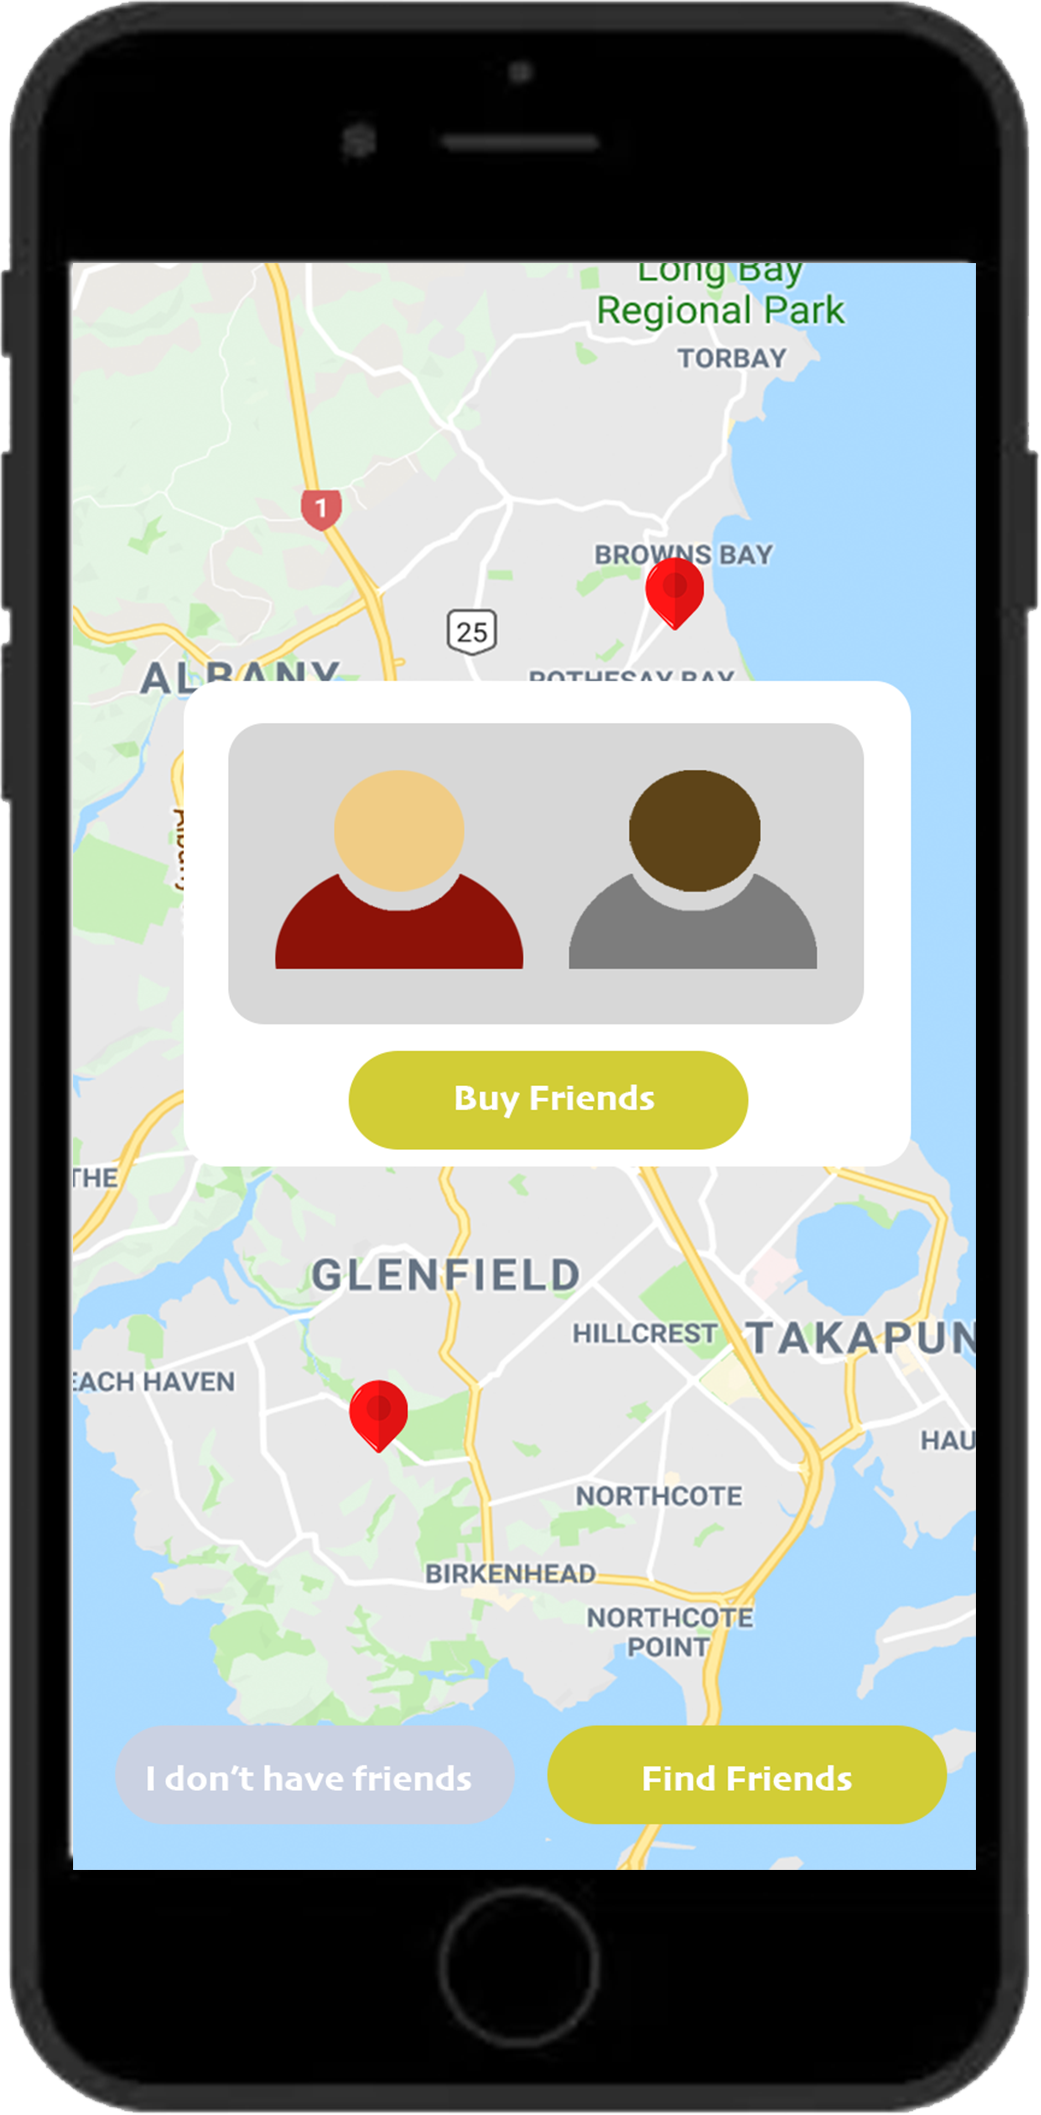 Long Bay
Regional Park
TORBAY
1
BROWNS BAY
25
ALBANY
ROTHESAY BAY
Buy Friends
THE
GLENFIELD
HILLCREST
TAKAPUN
EACH HAVEN
HAU
NORTHCOTE
BIRKENHEAD
NORTHCOTE
POINT
I don't have friends
Find Friends